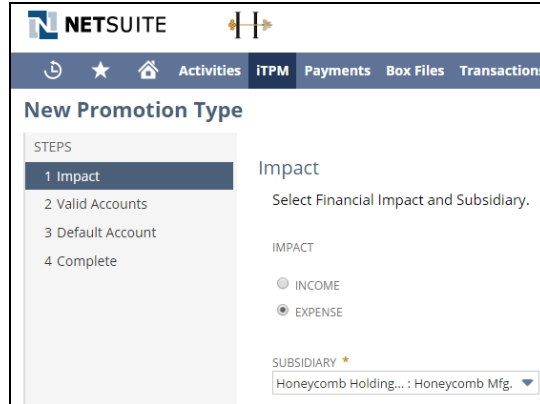 NETSUITE H
Activities iTPM Payments Box Files Transactions
New Promotion Type
STEPS
1 Impact
2 Valid Accounts
3 Default Account
4 Complete
Impact
Select Financial Impact and Subsidiary.
IMPACT
INCOME
EXPENSE
SUBSIDIARY *
Honeycomb Holding... : Honeycomb Mfg.